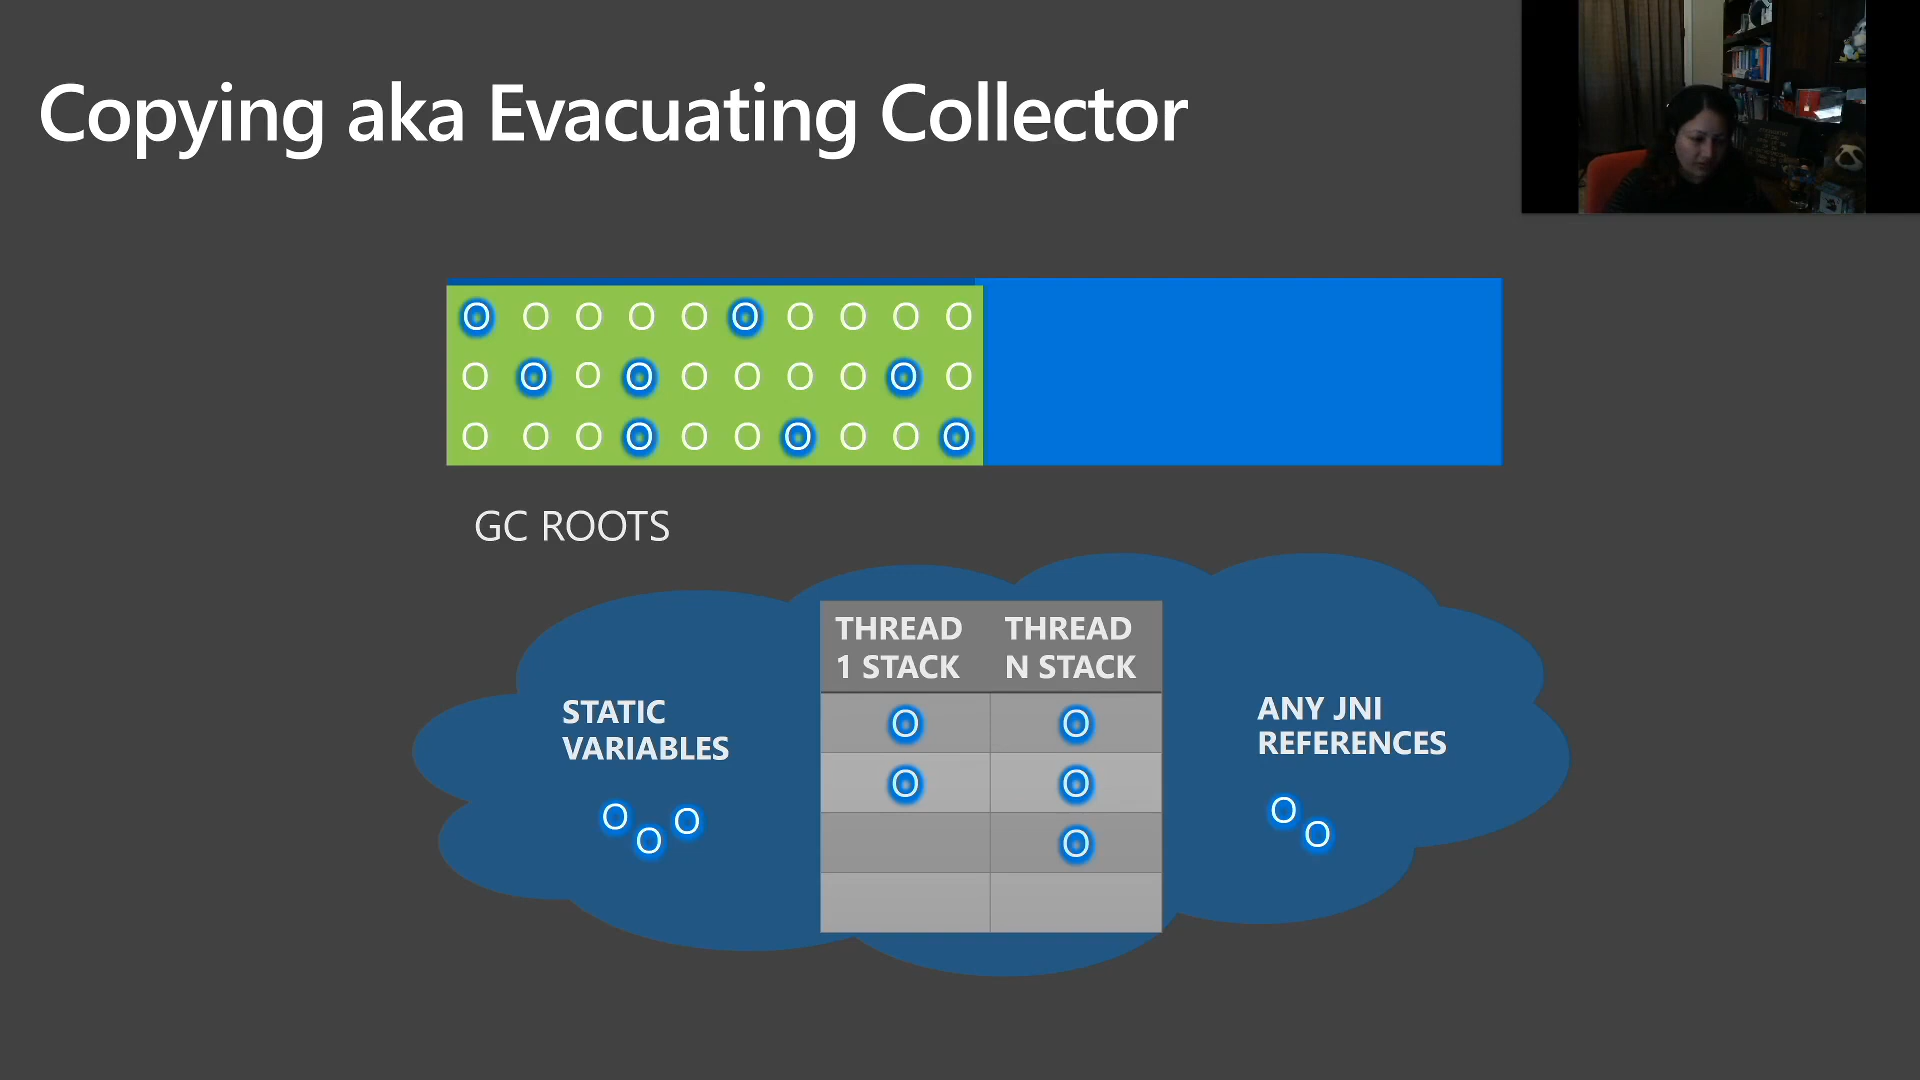 Copying aka Evacuating Collector
O O O O O O O O O O
O O O O O O O O O O
O O O O O O O O O O
GC ROOTS
STATIC
VARIABLES
O O O
THREAD
1 STACK
THREAD
N STACK
O O
O O
O
ANY JNI
REFERENCES
O O